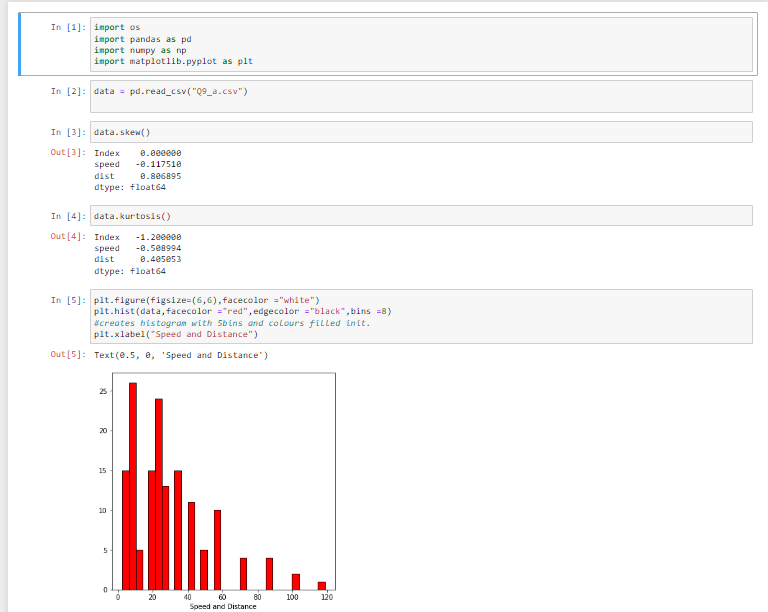 In [1]: import os
import pandas as pd
import numpy as np
import matplotlib.pyplot as plt
In [2]: data = pd.read_csv("Q9_a.csv")
In [3]: data.skew()
Out[3]: Index 0.000000
speed -0.117510
dist 0.806895
dtype: float64
In [4]: data.kurtosis()
Out[4]: Index -1.200000
speed -0.508994
dist 0.405053
dtype: float64
In [5]: plt.figure(figsize=(6,6),facecolor ="white")
plt.hist(data,facecolor ="red",edgecolor ="black",bins =8)
#creates histogram with 5bins and colours filled init.
plt.xlabel("Speed and Distance")
Out[5]: Text(0.5, 0, 'Speed and Distance')
25
20
15
10
5
0
0 20 40 60 80 100 120
Speed and Distance